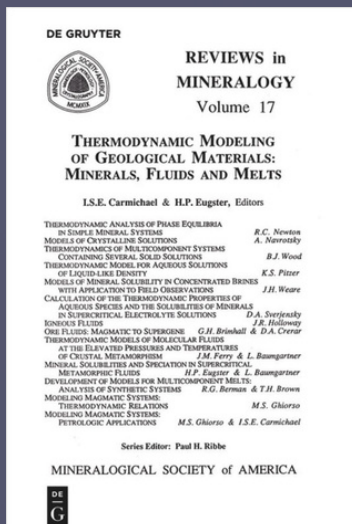 DE GRUYTER
MINERALOGICAL SOCIETY OF AMERICA
MCMXIX
REVIEWS in
MINERALOGY
Volume 17
THERMODYNAMIC MODELING
OF GEOLOGICAL MATERIALS:
MINERALS, FLUIDS AND MELTS
I.S.E. Carmichael & H.P. Eugster, Editors
THERMODYNAMIC ANALYSIS OF PHASE EQUILIBRIA
IN SIMPLE MINERAL SYSTEMS R.C. Newton
MODELS OF CRYSTALLINE SOLUTIONS A. Navrotsky
THERMODYNAMICS OF MULTICOMPONENT SYSTEMS
CONTAINING SEVERAL SOLID SOLUTIONS B.J. Wood
THERMODYNAMIC MODEL FOR AQUEOUS SOLUTIONS
OF LIQUID-LIKE DENSITY K.S. Pitzer
MODELS OF MINERAL SOLUBILITY IN CONCENTRATED BRINES
WITH APPLICATION TO FIELD OBSERVATIONS J.H. Weare
CALCULATION OF THE THERMODYNAMIC PROPERTIES OF
AQUEOUS SPECIES AND THE SOLUBILITIES OF MINERALS
IN SUPERCRITICAL ELECTROLYTE SOLUTIONS D.A. Sverjensky
IGNEOUS FLUIDS J.R. Holloway
ORE FLUIDS: MAGMATIC TO SUPERGENE G.H. Brimhall & D.A. Crerar
THERMODYNAMIC MODELS OF MOLECULAR FLUIDS
AT THE ELEVATED PRESSURES AND TEMPERATURES
OF CRUSTAL METAMORPHISM J.M. Ferry & L. Baumgartner
MINERAL SOLUBILITIES AND SPECIATION IN SUPERCRITICAL
METAMORPHIC FLUIDS H.P. Eugster & L. Baumgartner
DEVELOPMENT OF MODELS FOR MULTICOMPONENT MELTS:
ANALYSIS OF SYNTHETIC SYSTEMS R.G. Berman & T.H. Brown
MODELING MAGMATIC SYSTEMS:
THERMODYNAMIC RELATIONS M.S. Ghiorso
MODELING MAGMATIC SYSTEMS:
PETROLOGIC APPLICATIONS M.S. Ghiorso & I.S.E. Carmichael
Series Editor: Paul H. Ribbe
MINERALOGICAL SOCIETY OF AMERICA
DE
G